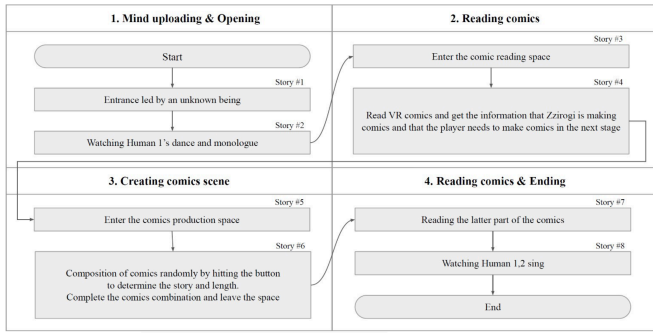 1. Mind uploading & Opening
Start
Story #1
Entrance led by an unknown being
Story #2
Watching Human 1's dance and monologue
2. Reading comics
Story #3
Enter the comic reading space
Story #4
Read VR comics and get the information that Zzirogi is making
comics and that the player needs to make comics in the next stage
3. Creating comics scene
Story #5
Enter the comics production space
Story #6
Composition of comics randomly by hitting the button
to determine the story and length.
Complete the comics combination and leave the space
4. Reading comics & Ending
Story #7
Reading the latter part of the comics
Story #8
Watching Human 1,2 sing
End